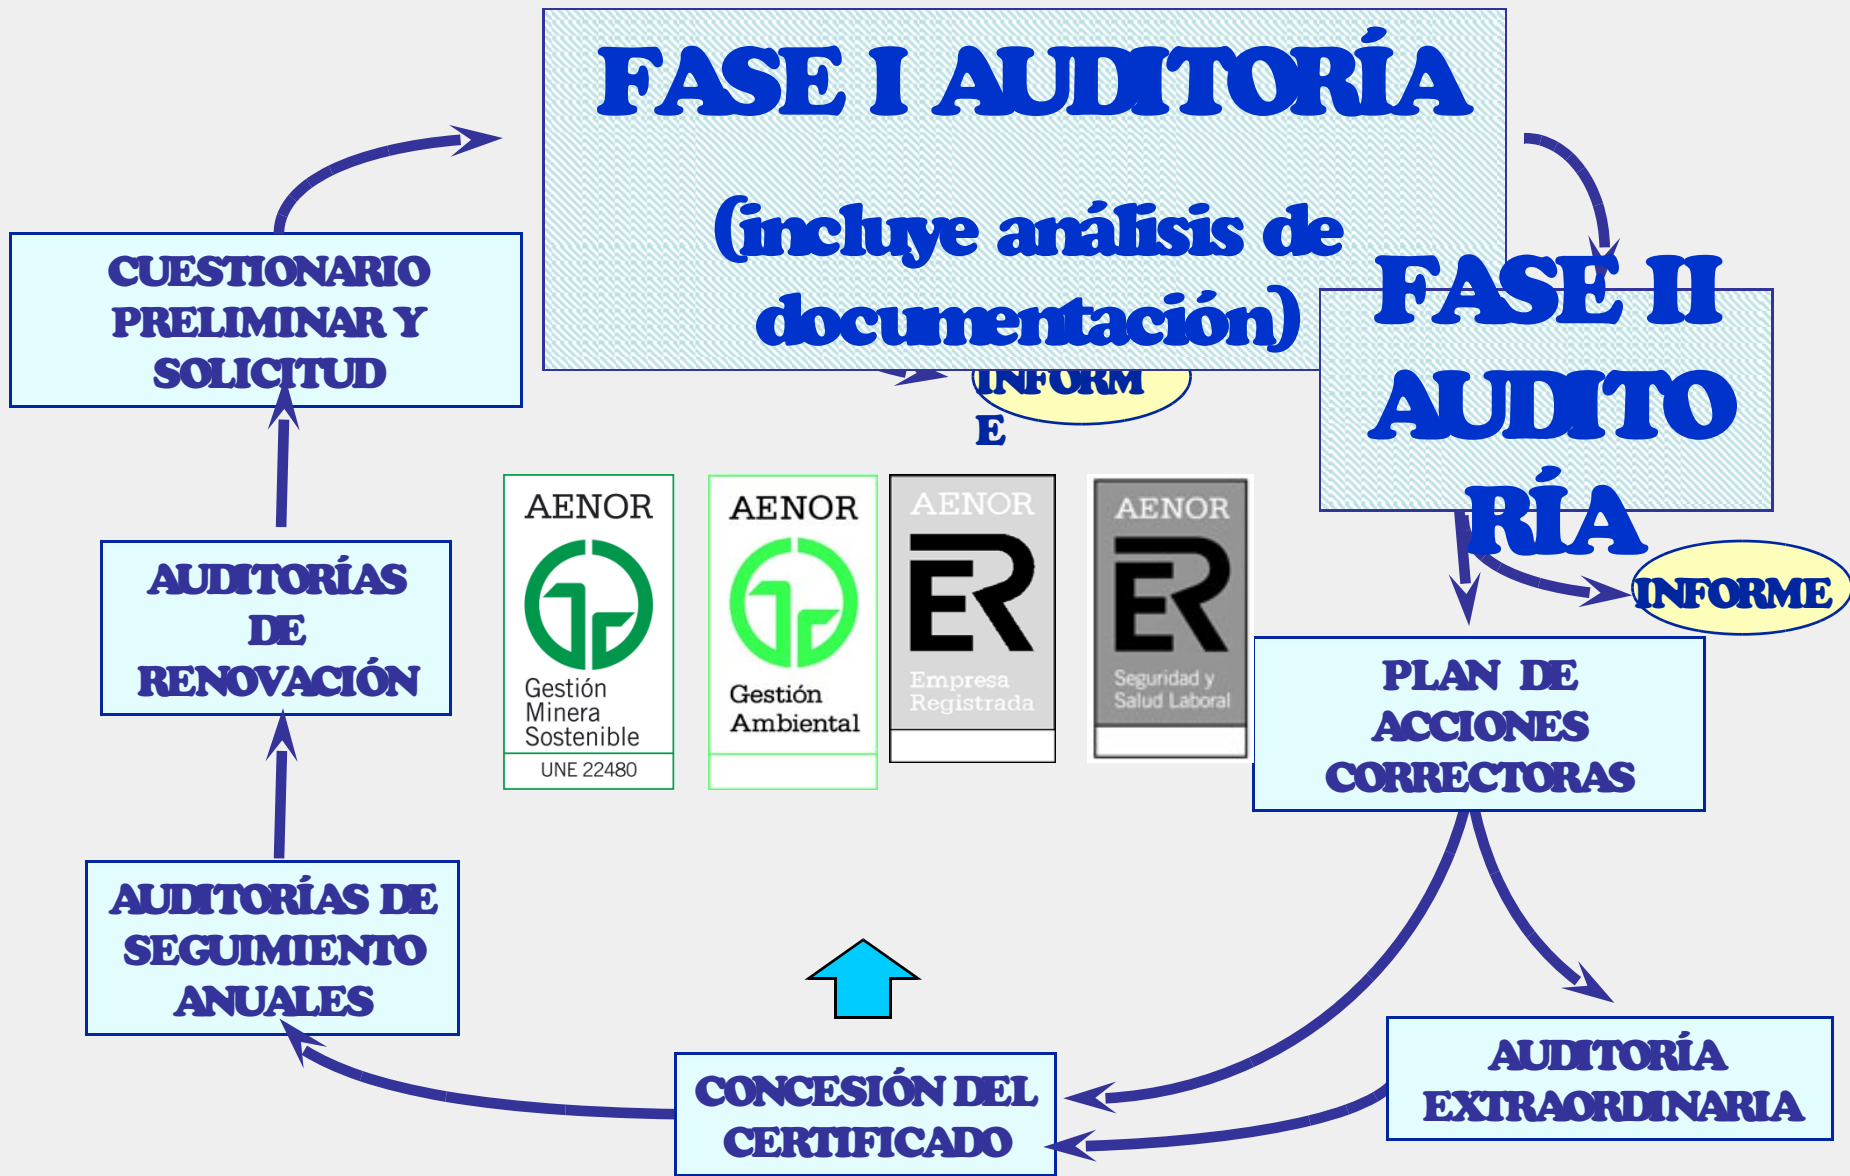 FASE I AUDITORÍA
(incluye análisis de
documentación)
CUESTIONARIO
PRELIMINAR Y
SOLICITUD
FASE II
AUDITO
RÍA
INFORM
E
AENOR
Gestión
Minera
Sostenible
UNE 22480
AENOR
Gestión
Ambiental
AENOR
ER
Empresa
Registrada
AENOR
ER
Seguridad y
Salud Laboral
INFORME
AUDITORÍAS
DE
RENOVACIÓN
PLAN DE
ACCIONES
CORRECTORAS
AUDITORÍAS DE
SEGUIMIENTO
ANUALES
AUDITORÍA
EXTRAORDINARIA
CONCESIÓN DEL
CERTIFICADO